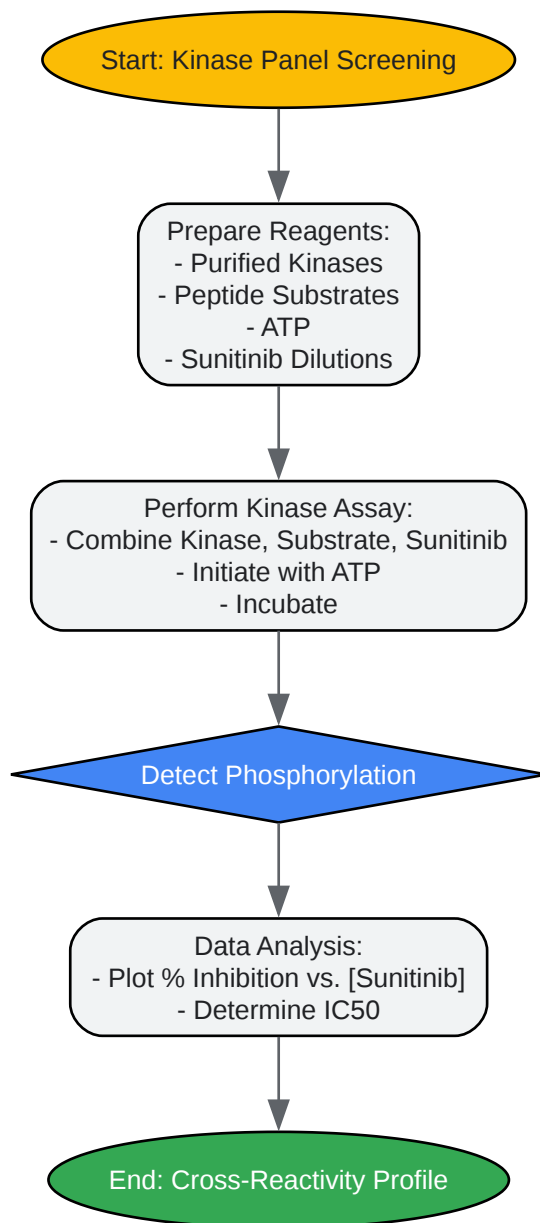 Start: Kinase Panel Screening
Prepare Reagents:
- Purified Kinases
- Peptide Substrates
- ATP
- Sunitinib Dilutions
Perform Kinase Assay:
- Combine Kinase, Substrate, Sunitinib
- Initiate with ATP
- Incubate
Detect Phosphorylation
Data Analysis:
- Plot % Inhibition vs. [Sunitinib]
- Determine IC50
End: Cross-Reactivity Profile